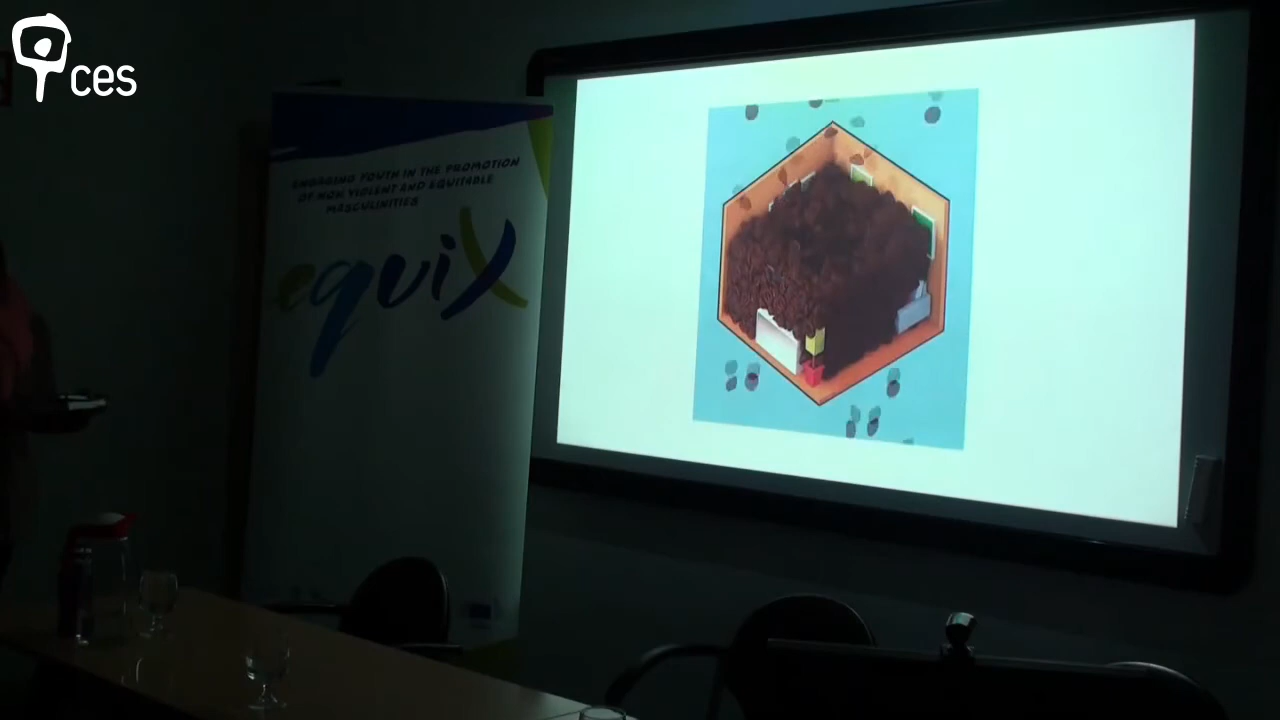 ces
ENGAGING YOUTH IN THE PROMOTION
OF NON VIOLENT AND EQUITABLE
MASCULINITIES
equiX